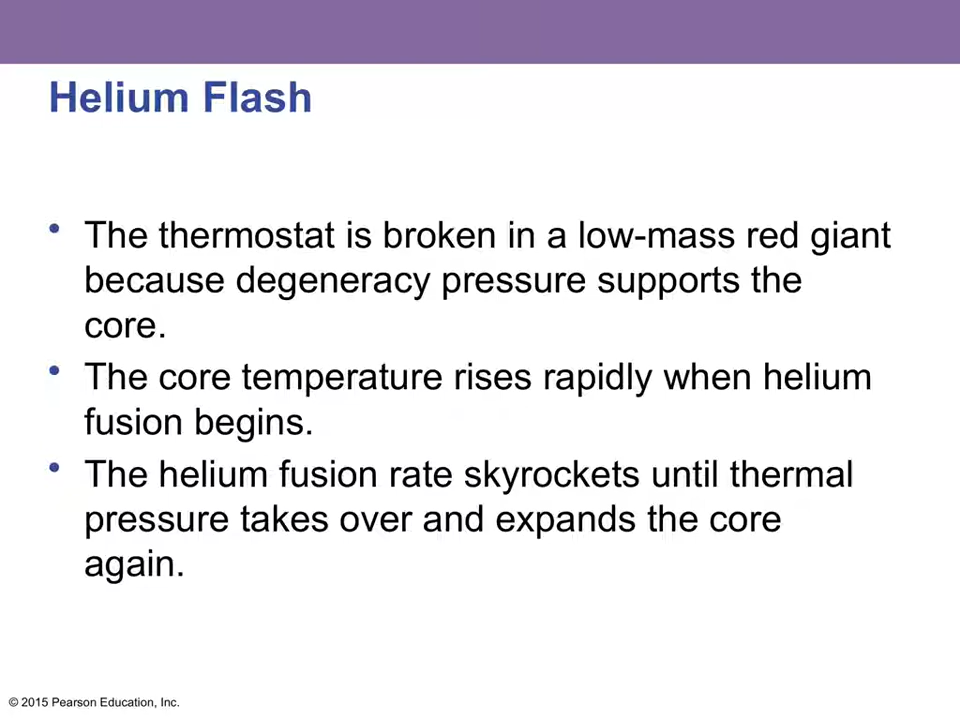 Helium Flash
• The thermostat is broken in a low-mass red giant
because degeneracy pressure supports the
core.
• The core temperature rises rapidly when helium
fusion begins.
• The helium fusion rate skyrockets until thermal
pressure takes over and expands the core
again.
© 2015 Pearson Education, Inc.